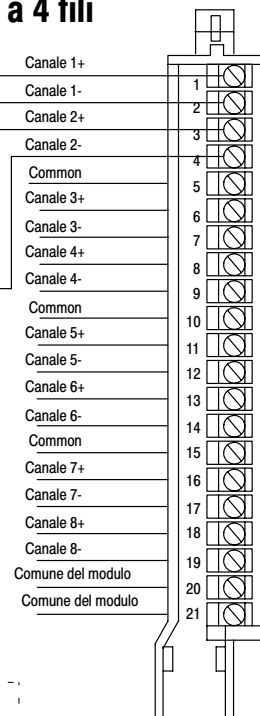 a 4 fili
Canale 1+
1
Canale 1-
2
Canale 2+
3
Canale 2-
4
Common
5
Canale 3+
6
Canale 3-
7
Canale 4+
8
Canale 4-
9
Common
10
Canale 5+
11
Canale 5-
12
Canale 6+
13
Canale 6-
14
Common
15
Canale 7+
16
Canale 7-
17
Canale 8+
18
Canale 8-
19
Comune del modulo
20
Comune del modulo
21